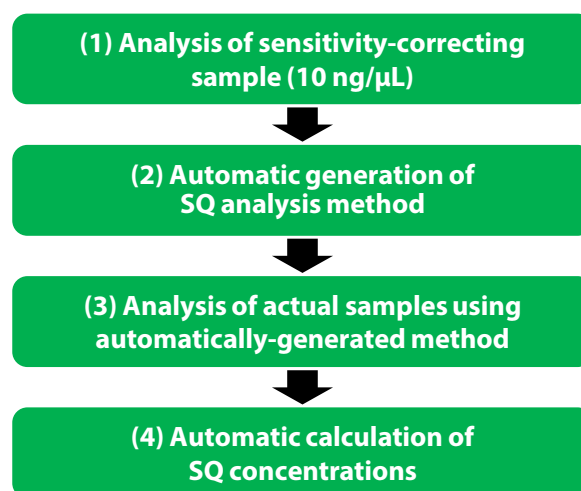 (1) Analysis of sensitivity-correcting
sample (10 ng/µL)
(2) Automatic generation of
SQ analysis method
(3) Analysis of actual samples using
automatically-generated method
(4) Automatic calculation of
SQ concentrations